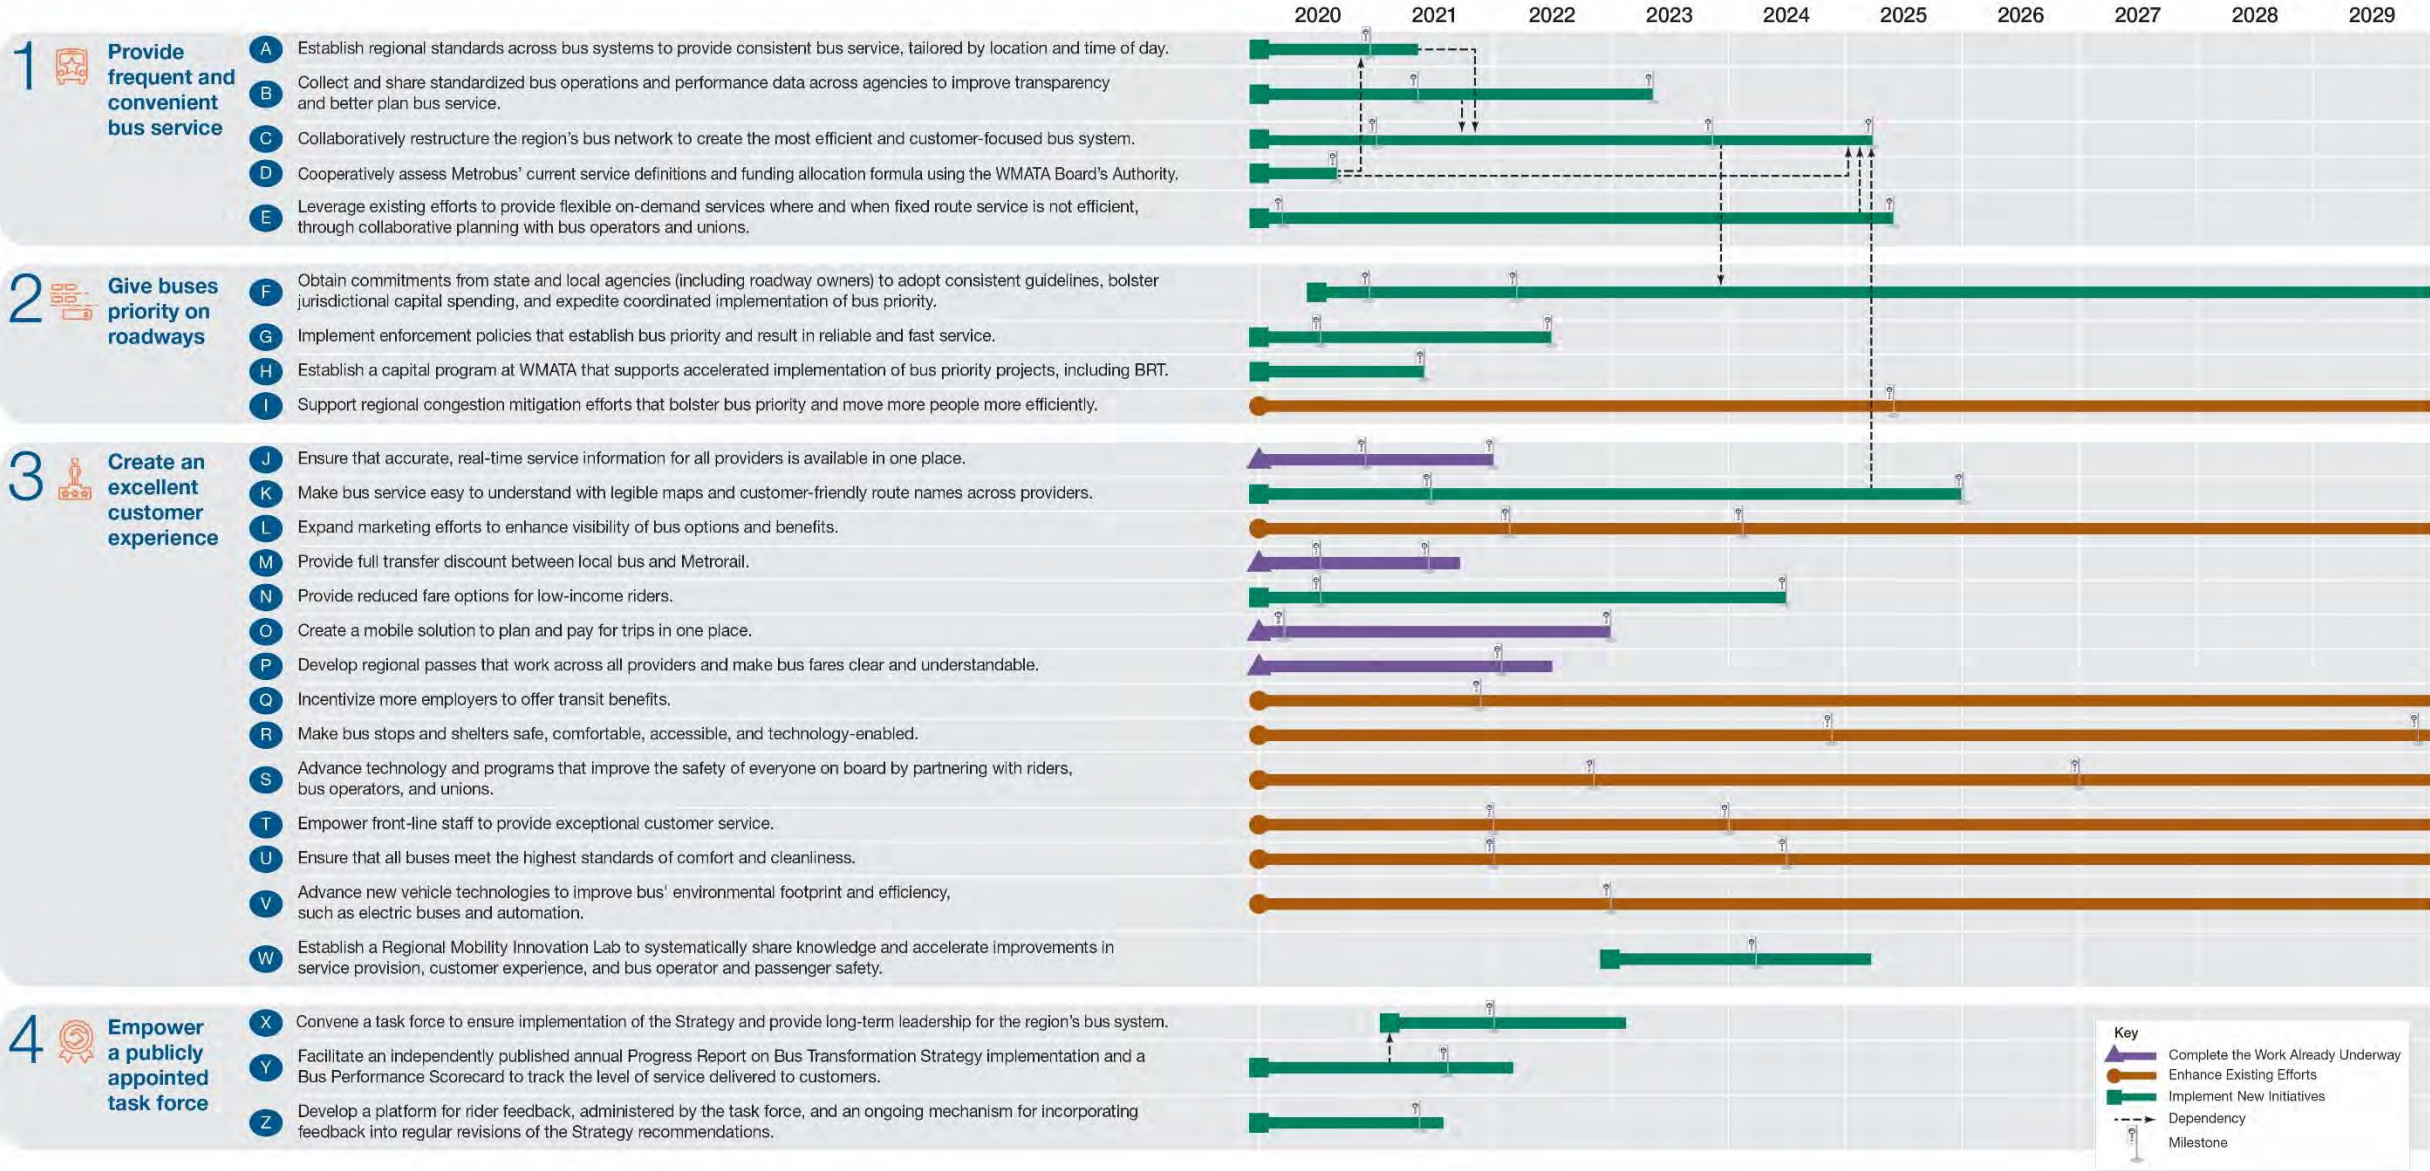 2020 2021 2022 2023 2024 2025 2026 2027 2028 2029
1
Provide
frequent and
convenient
bus service
A Establish regional standards across bus systems to provide consistent bus service, tailored by location and time of day.
B Collect and share standardized bus operations and performance data across agencies to improve transparency
and better plan bus service.
C Collaboratively restructure the region's bus network to create the most efficient and customer-focused bus system.
D Cooperatively assess Metrobus' current service definitions and funding allocation formula using the WMATA Board's Authority.
E Leverage existing efforts to provide flexible on-demand services where and when fixed route service is not efficient,
through collaborative planning with bus operators and unions.
2
Give buses
priority on
roadways
F Obtain commitments from state and local agencies (including roadway owners) to adopt consistent guidelines, bolster
jurisdictional capital spending, and expedite coordinated implementation of bus priority.
G Implement enforcement policies that establish bus priority and result in reliable and fast service.
H Establish a capital program at WMATA that supports accelerated implementation of bus priority projects, including BRT.
I Support regional congestion mitigation efforts that bolster bus priority and move more people more efficiently.
3
Create an
excellent
customer
experience
J Ensure that accurate, real-time service information for all providers is available in one place.
K Make bus service easy to understand with legible maps and customer-friendly route names across providers.
L Expand marketing efforts to enhance visibility of bus options and benefits.
M Provide full transfer discount between local bus and Metrorail.
N Provide reduced fare options for low-income riders.
O Create a mobile solution to plan and pay for trips in one place.
P Develop regional passes that work across all providers and make bus fares clear and understandable.
Q Incentivize more employers to offer transit benefits.
R Make bus stops and shelters safe, comfortable, accessible, and technology-enabled.
S Advance technology and programs that improve the safety of everyone on board by partnering with riders,
bus operators, and unions.
T Empower front-line staff to provide exceptional customer service.
U Ensure that all buses meet the highest standards of comfort and cleanliness.
V Advance new vehicle technologies to improve bus' environmental footprint and efficiency,
such as electric buses and automation.
W Establish a Regional Mobility Innovation Lab to systematically share knowledge and accelerate improvements in
service provision, customer experience, and bus operator and passenger safety.
4
Empower
a publicly
appointed
task force
X Convene a task force to ensure implementation of the Strategy and provide long-term leadership for the region's bus system.
Y Facilitate an independently published annual Progress Report on Bus Transformation Strategy implementation and a
Bus Performance Scorecard to track the level of service delivered to customers.
Z Develop a platform for rider feedback, administered by the task force, and an ongoing mechanism for incorporating
feedback into regular revisions of the Strategy recommendations.
Key
Complete the Work Already Underway
Enhance Existing Efforts
Implement New Initiatives
Dependency
Milestone